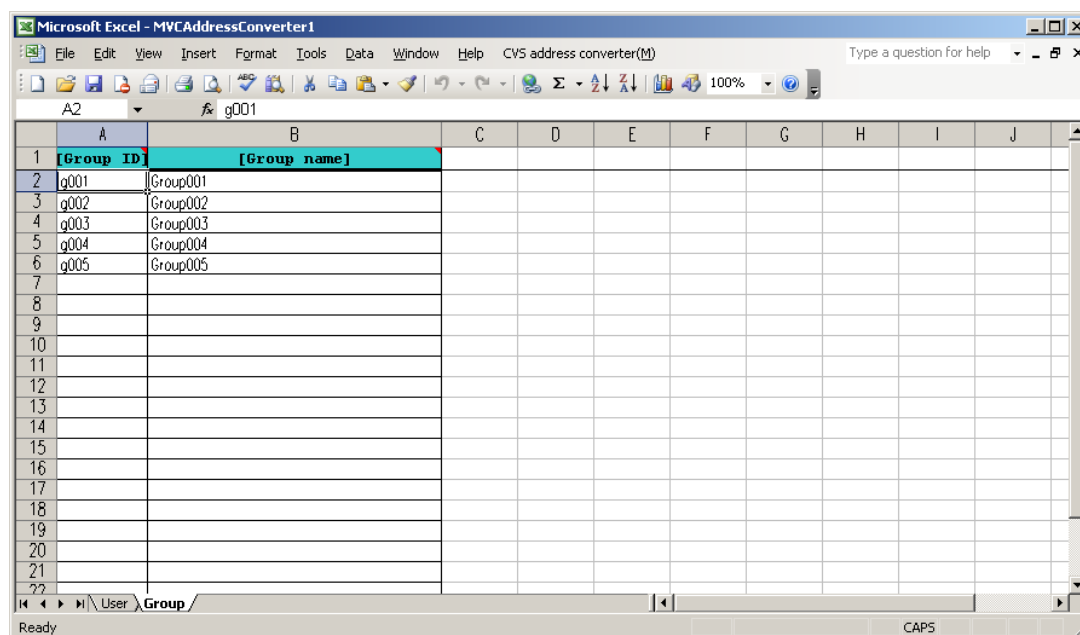 Microsoft Excel - MVCAddressConverter1
File Edit View Insert Format Tools Data Window Help CVS address converter(M) Type a question for help
100%
A2 fx g001
A B C D E F G H I J
1 [Group ID] [Group name]
2 g001 Group001
3 g002 Group002
4 g003 Group003
5 g004 Group004
6 g005 Group005
7
8
9
10
11
12
13
14
15
16
17
18
19
20
21
22
User Group
Ready CAPS